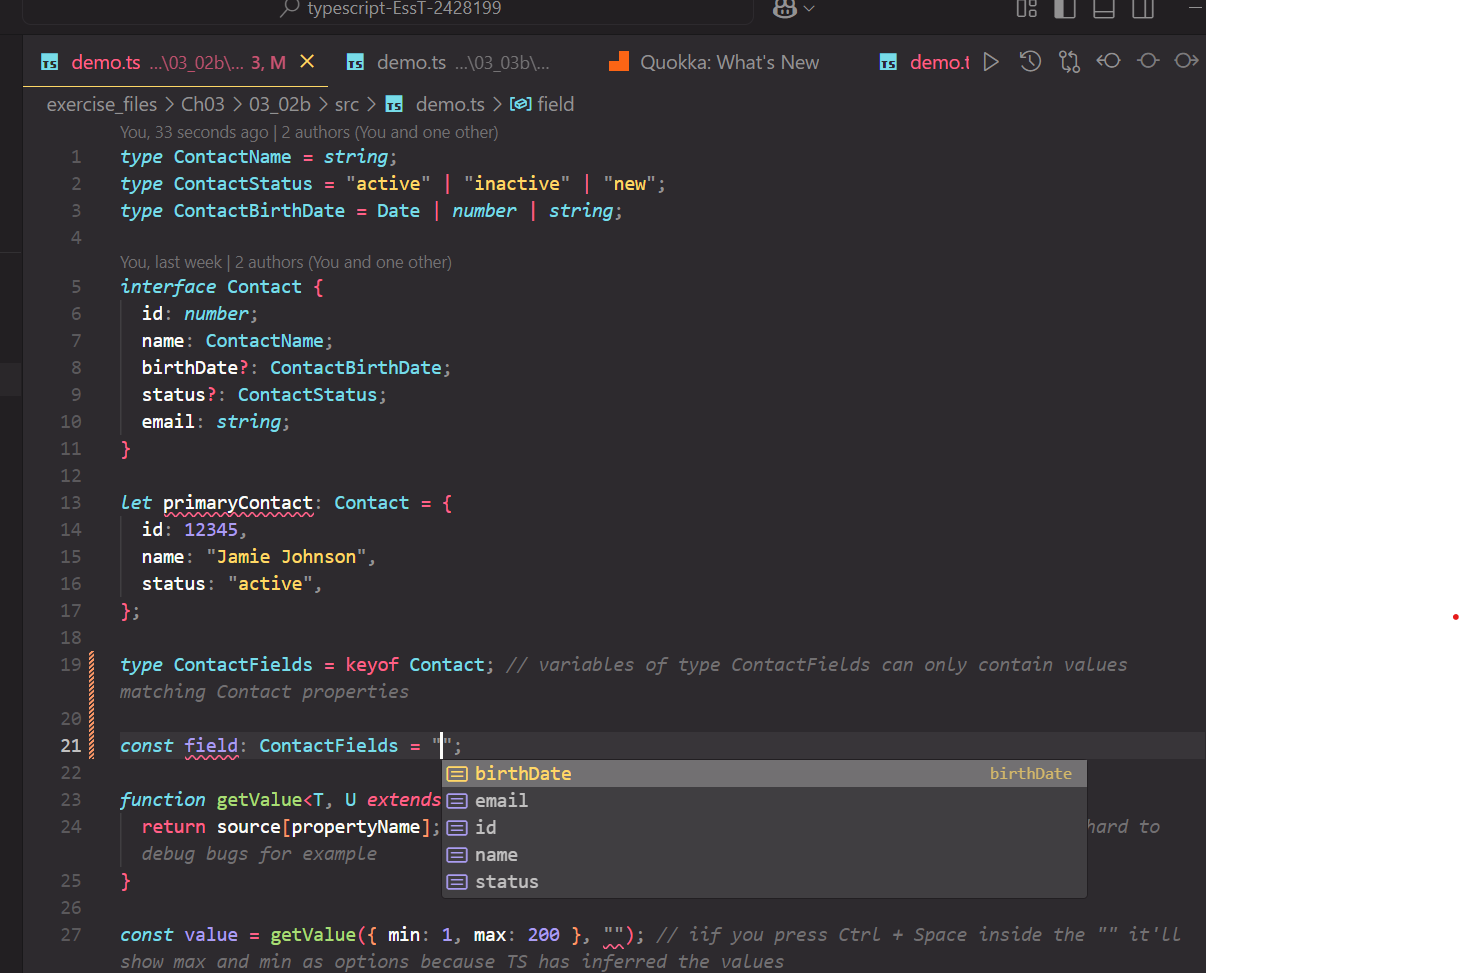 typescript-EssT-2428199
demo.ts ...\03_02b\... 3, M
demo.ts ...\03_03b\...
Quokka: What's New
demo.t
exercise_files > Ch03 > 03_02b > src > demo.ts > field
You, 33 seconds ago | 2 authors (You and one other)
1 type ContactName = string;
2 type ContactStatus = "active" | "inactive" | "new";
3 type ContactBirthDate = Date | number | string;
4
You, last week | 2 authors (You and one other)
5 interface Contact {
6 id: number;
7 name: ContactName;
8 birthDate?: ContactBirthDate;
9 status?: ContactStatus;
10 email: string;
11 }
12
13 let primaryContact: Contact = {
14 id: 12345,
15 name: "Jamie Johnson",
16 status: "active",
17 };
18
19 type ContactFields = keyof Contact; // variables of type ContactFields can only contain values
matching Contact properties
20
21 const field: ContactFields = "";
22
birthDate birthDate
23 function getValue<T, U extends
email
24 return source[propertyName]; hard to
id
debug bugs for example
name
25 }
status
26
27 const value = getValue({ min: 1, max: 200 }, ""); // iif you press Ctrl + Space inside the "" it'll
show max and min as options because TS has inferred the values